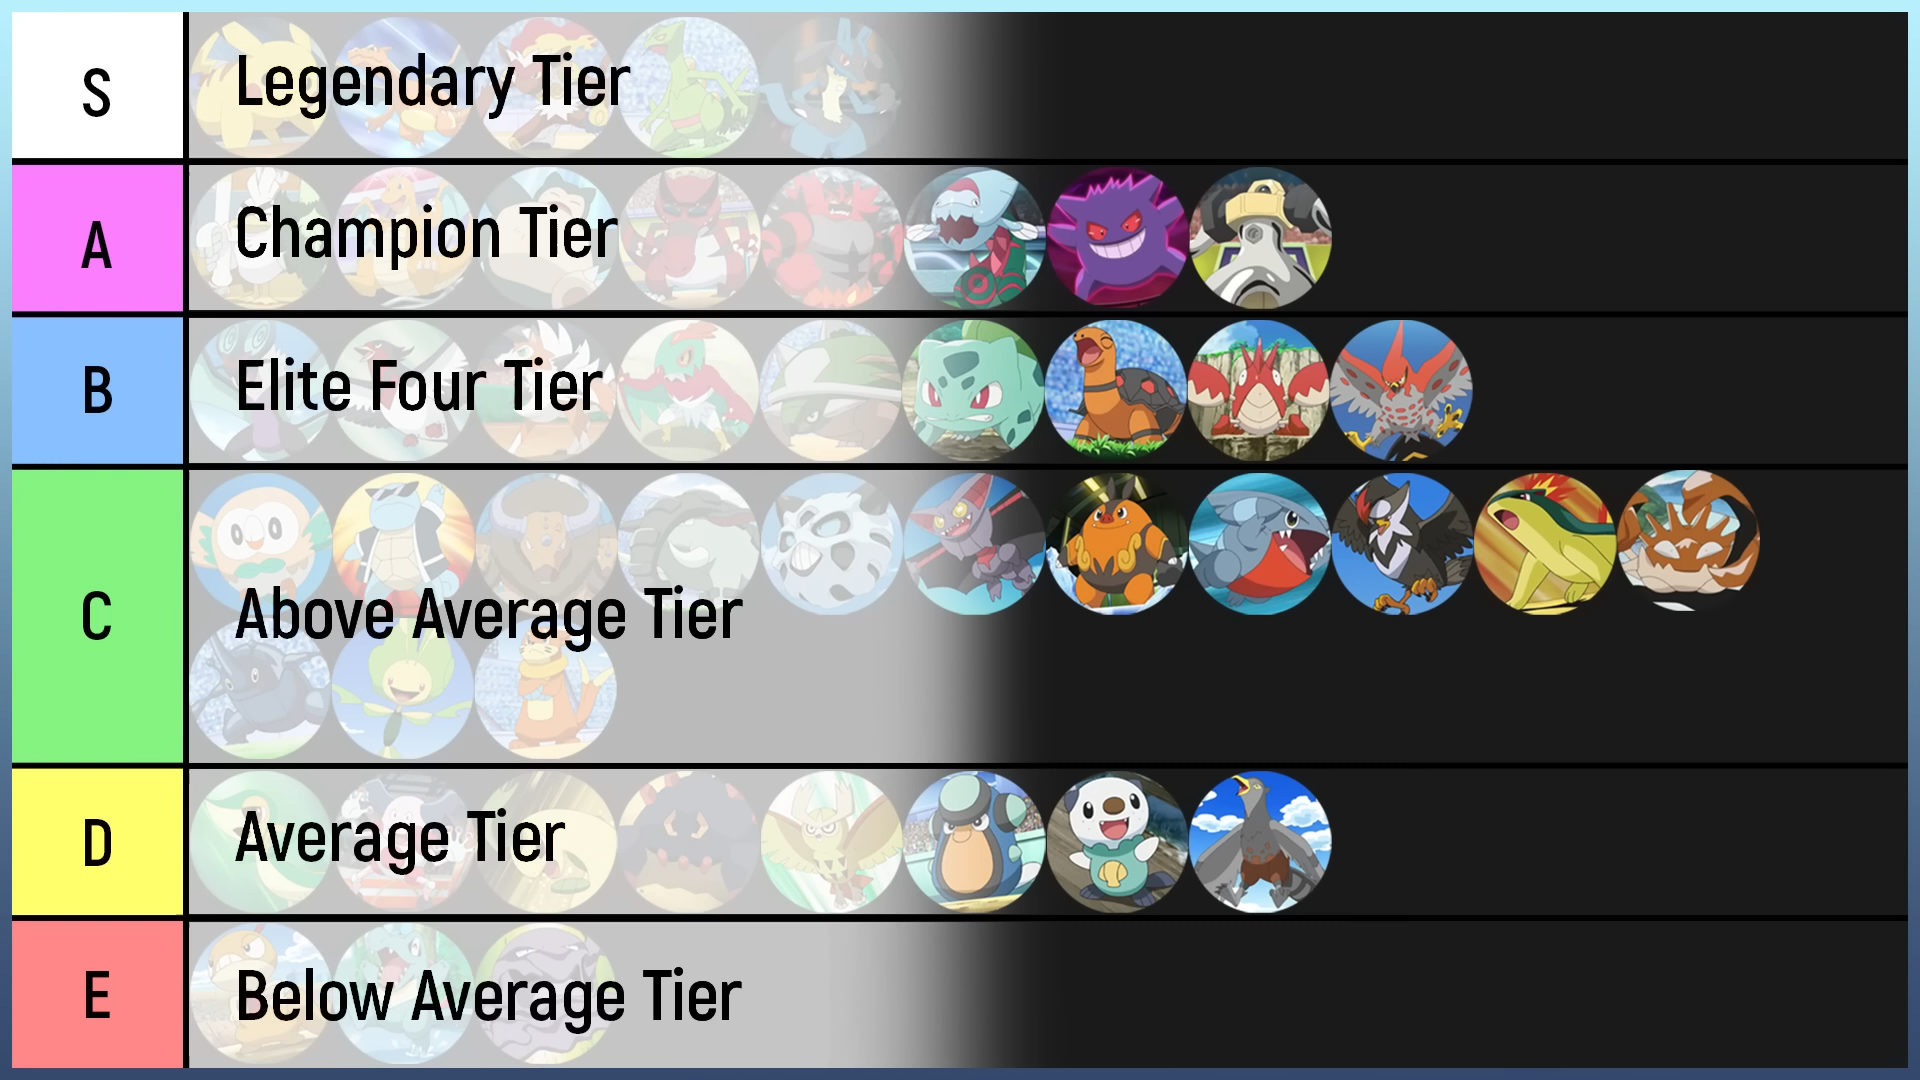 S
Legendary Tier
A
Champion Tier
B
Elite Four Tier
C
Above Average Tier
D
Average Tier
E
Below Average Tier